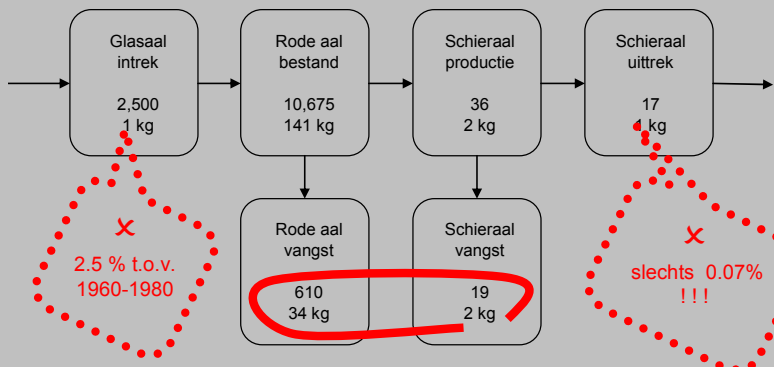 Glasaal
intrek
2,500
1 kg
Rode aal
bestand
10,675
141 kg
Schieraal
productie
36
2 kg
Schieraal
uittrek
17
1 kg
Rode aal
vangst
610
34 kg
Schieraal
vangst
19
2 kg
✗
2.5 % t.o.v.
1960-1980
✗
slechts 0.07%
! ! !